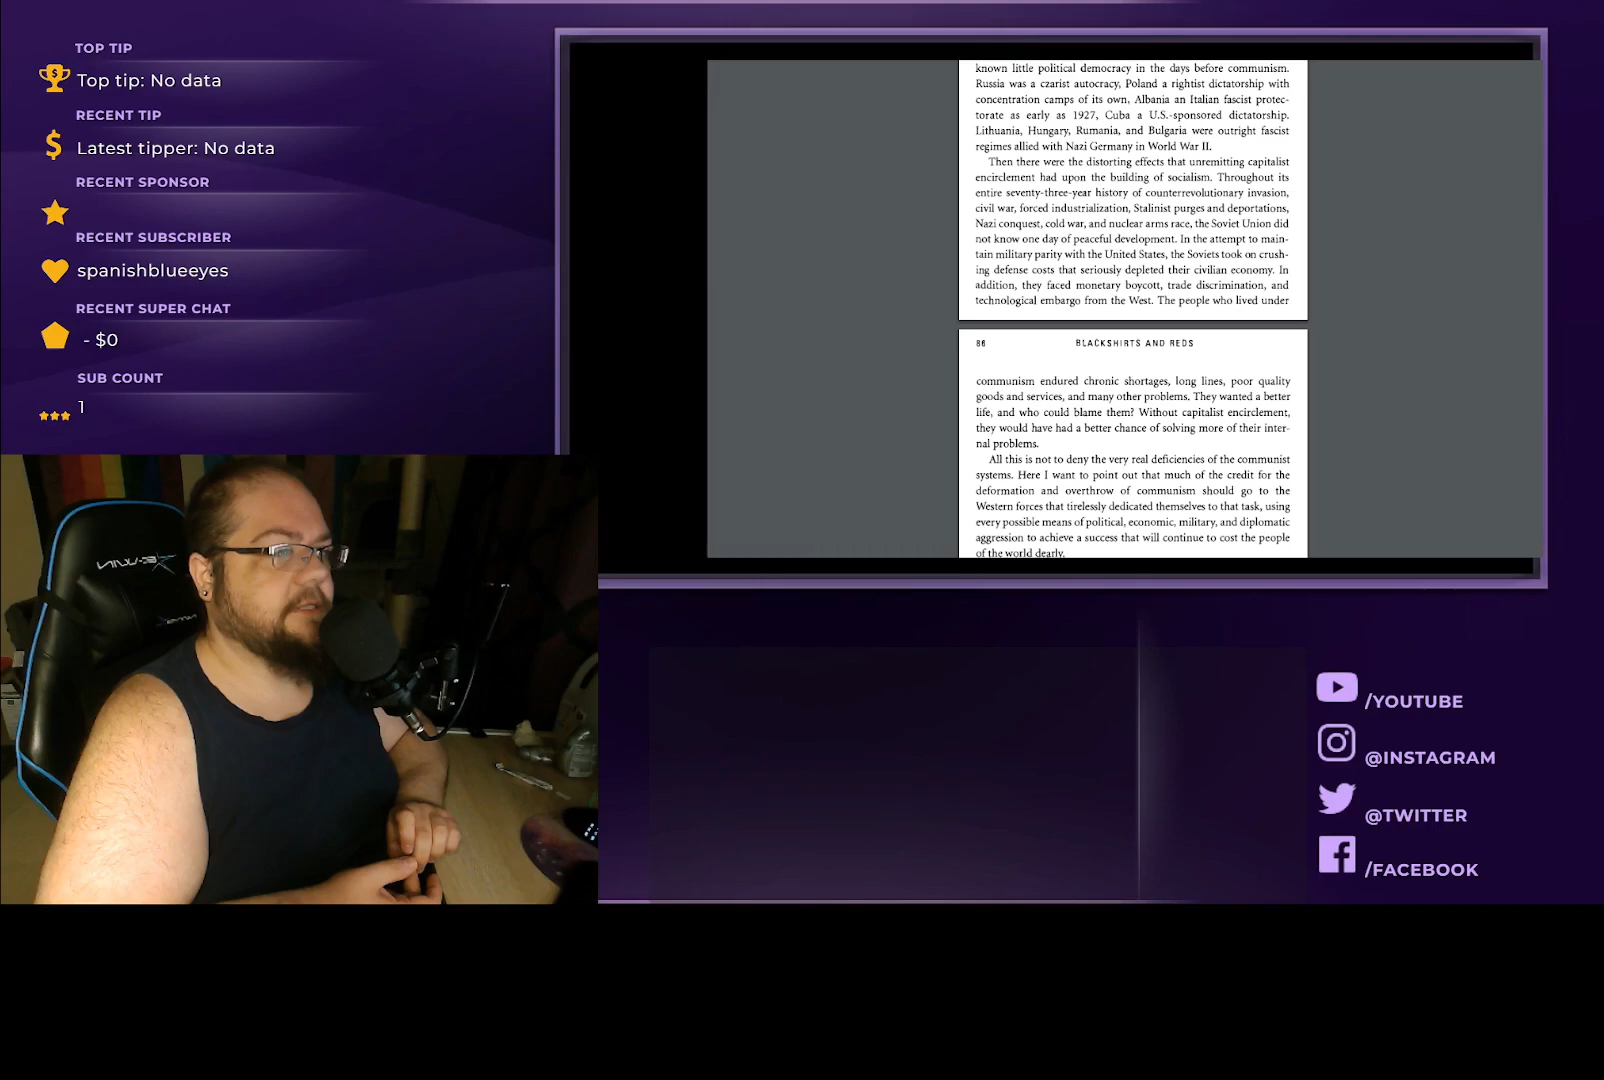 TOP TIP
Top tip: No data
RECENT TIP
Latest tipper: No data
RECENT SPONSOR
RECENT SUBSCRIBER
spanishblueeyes
RECENT SUPER CHAT
- $0
SUB COUNT
1
known little political democracy in the days before communism.
Russia was a czarist autocracy, Poland a rightist dictatorship with
concentration camps of its own, Albania an Italian fascist protec-
torate as early as 1927, Cuba a U.S.-sponsored dictatorship.
Lithuania, Hungary, Rumania, and Bulgaria were outright fascist
regimes allied with Nazi Germany in World War II.
Then there were the distorting effects that unremitting capitalist
encirclement had upon the building of socialism. Throughout its
entire seventy-three-year history of counterrevolutionary invasion,
civil war, forced industrialization, Stalinist purges and deportations,
Nazi conquest, cold war, and nuclear arms race, the Soviet Union did
not know one day of peaceful development. In the attempt to main-
tain military parity with the United States, the Soviets took on crush-
ing defense costs that seriously depleted their civilian economy. In
addition, they faced monetary boycott, trade discrimination, and
technological embargo from the West. The people who lived under
86 BLACKSHIRTS AND REDS
communism endured chronic shortages, long lines, poor quality
goods and services, and many other problems. They wanted a better
life, and who could blame them? Without capitalist encirclement,
they would have had a better chance of solving more of their inter-
nal problems.
All this is not to deny the very real deficiencies of the communist
systems. Here I want to point out that much of the credit for the
deformation and overthrow of communism should go to the
Western forces that tirelessly dedicated themselves to that task, using
every possible means of political, economic, military, and diplomatic
aggression to achieve a success that will continue to cost the people
of the world dearly.
/YOUTUBE
@INSTAGRAM
@TWITTER
/FACEBOOK